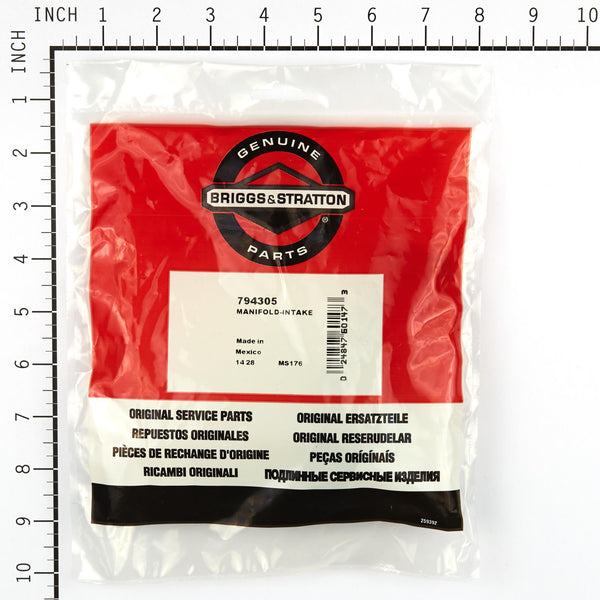 INCH 1 2 3 4 5 6 7 8 9 10
INCH
1
2
3
4
5
6
7
8
9
10
GENUINE
BRIGGS&STRATTON
®
PARTS
794305
MANIFOLD-INTAKE
Made in
Mexico
14 28 MS176
0 24847 60147 3
ORIGINAL SERVICE PARTS
REPUESTOS ORIGINALES
PIÈCES DE RECHANGE D'ORIGINE
RICAMBI ORIGINALI
ORIGINAL ERSATZTEILE
ORIGINAL RESERUDELAR
PEÇAS ORIGÍNAIS
ПОДЛИННЫЕ СЕРВИСНЫЕ ИЗДЕЛИЯ
259392